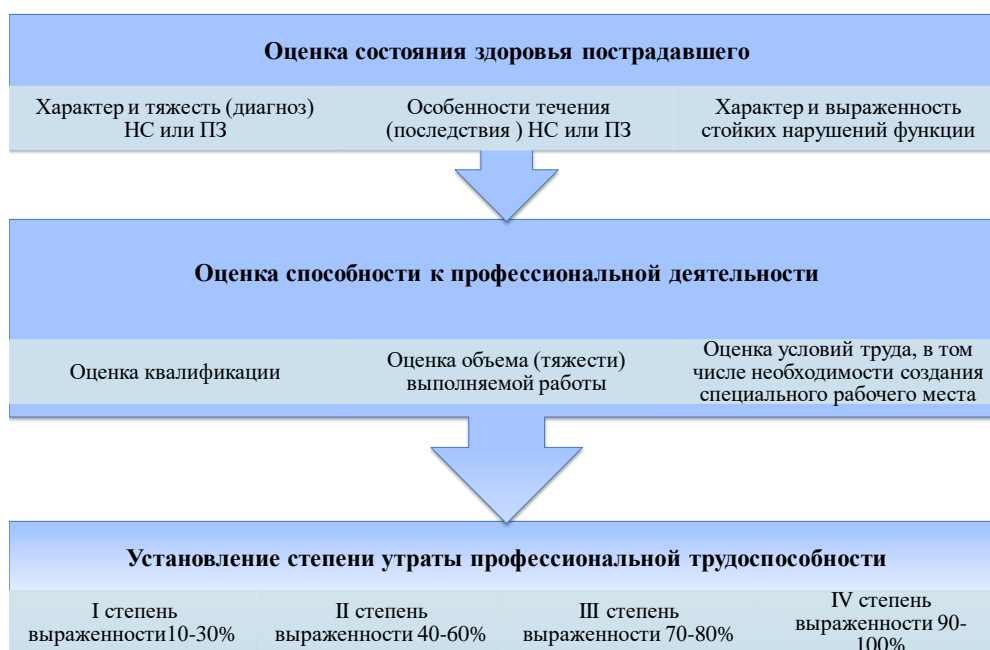 Оценка состояния здоровья пострадавшего
Характер и тяжесть (диагноз)
НС или ПЗ
Особенности течения
(последствия ) НС или ПЗ
Характер и выраженность
стойких нарушений функции
Оценка способности к профессиональной деятельности
Оценка квалификации
Оценка объема (тяжести)
выполняемой работы
Оценка условий труда, в том
числе необходимости создания
специального рабочего места
Установление степени утраты профессиональной трудоспособности
I степень
выраженности10-30%
II степень
выраженности 40-60%
III степень
выраженности 70-80%
IV степень
выраженности 90-
100%